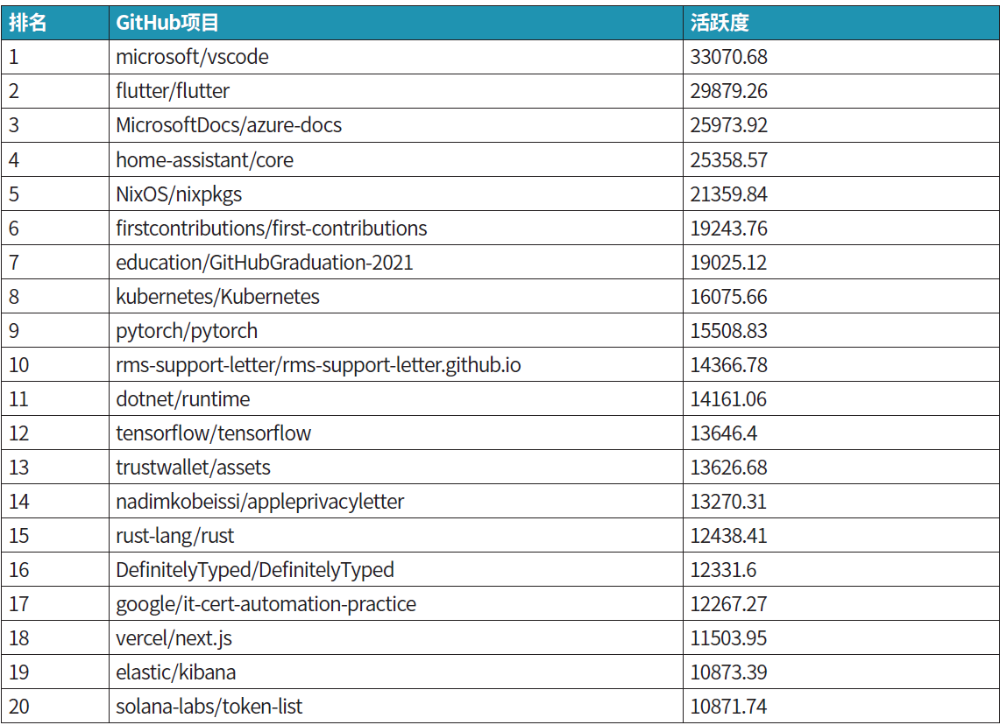 排名 GitHub项目 活跃度
1 microsoft/vscode 33070.68
2 flutter/flutter 29879.26
3 MicrosoftDocs/azure-docs 25973.92
4 home-assistant/core 25358.57
5 NixOS/nixpkgs 21359.84
6 firstcontributions/first-contributions 19243.76
7 education/GitHubGraduation-2021 19025.12
8 kubernetes/Kubernetes 16075.66
9 pytorch/pytorch 15508.83
10 rms-support-letter/rms-support-letter.github.io 14366.78
11 dotnet/runtime 14161.06
12 tensorflow/tensorflow 13646.4
13 trustwallet/assets 13626.68
14 nadimkobeissi/appleprivacyletter 13270.31
15 rust-lang/rust 12438.41
16 DefinitelyTyped/DefinitelyTyped 12331.6
17 google/it-cert-automation-practice 12267.27
18 vercel/next.js 11503.95
19 elastic/kibana 10873.39
20 solana-labs/token-list 10871.74